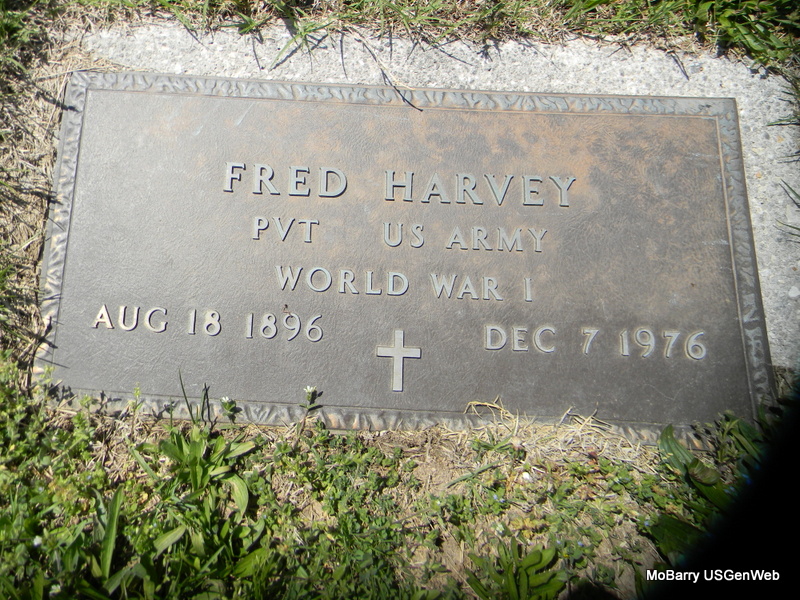 FRED HARVEY
PVT US ARMY
WORLD WAR I
AUG 18 1896 DEC 7 1976
MoBarry USGenWeb